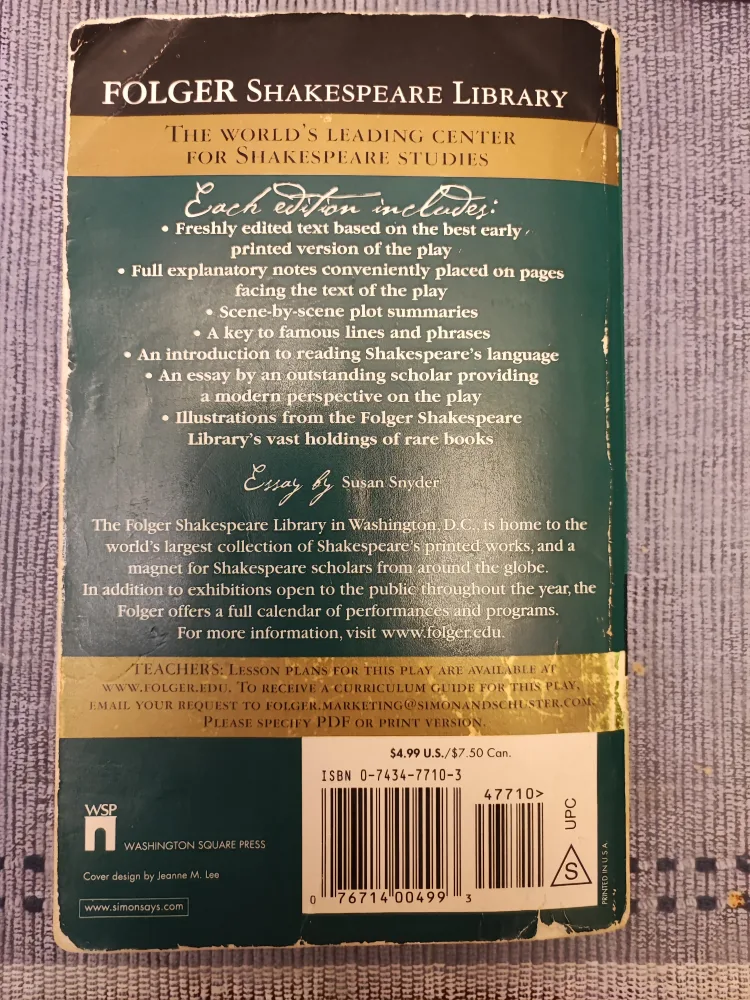 FOLGER SHAKESPEARE LIBRARY
THE WORLD'S LEADING CENTER
FOR SHAKESPEARE STUDIES
Each edition includes:
• Freshly edited text based on the best early
printed version of the play
• Full explanatory notes conveniently placed on pages
facing the text of the play
• Scene-by-scene plot summaries
• A key to famous lines and phrases
• An introduction to reading Shakespeare's language
• An essay by an outstanding scholar providing
a modern perspective on the play
• Illustrations from the Folger Shakespeare
Library's vast holdings of rare books
Essay by Susan Snyder
The Folger Shakespeare Library in Washington, D.C., is home to the
world's largest collection of Shakespeare's printed works, and a
magnet for Shakespeare scholars from around the globe.
In addition to exhibitions open to the public throughout the year, the
Folger offers a full calendar of performances and programs.
For more information, visit www.folger.edu.
TEACHERS: LESSON PLANS FOR THIS PLAY ARE AVAILABLE AT
WWW.FOLGER.EDU. TO RECEIVE A CURRICULUM GUIDE FOR THIS PLAY,
EMAIL YOUR REQUEST TO FOLGER.MARKETING@SIMONANDSCHUSTER.COM.
PLEASE SPECIFY PDF OR PRINT VERSION.
$4.99 U.S./$7.50 Can.
ISBN 0-7434-7710-3
47710>
UPC
S
0 76714 00499 3
PRINTED IN U.S.A.
WSP
WASHINGTON SQUARE PRESS
Cover design by Jeanne M. Lee
www.simonsays.com